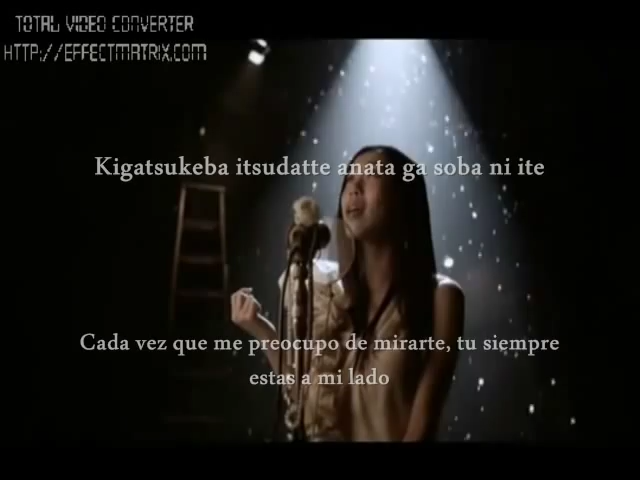 TOTAL VIDEO CONVERTER
HTTP://EFFECTMATRIX.COM
Kigatsukeba itsudatte anata ga soba ni ite
Cada vez que me preocupo de mirarte, tu siempre
estas a mi lado